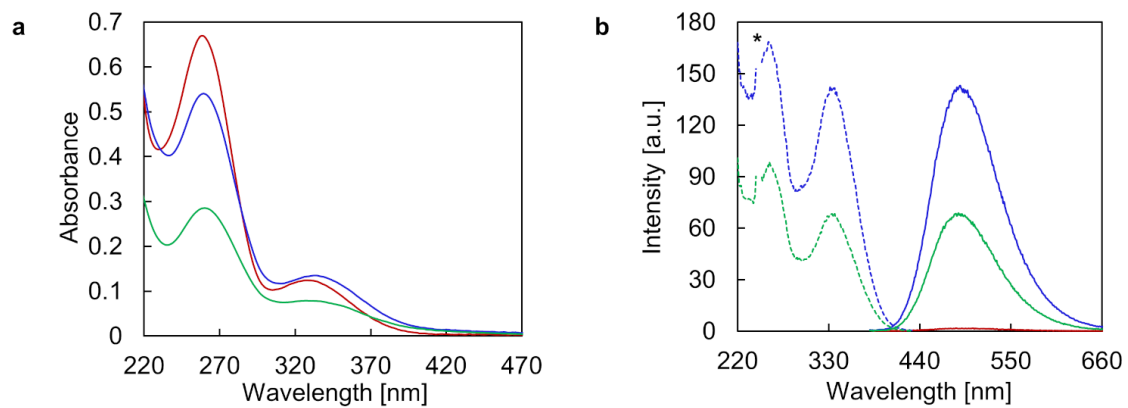 a
0.7
0.6
0.5
0.4
0.3
0.2
0.1
0
Absorbance
220 270 320 370 420 470
Wavelength [nm]
b
180
150
120
90
60
30
0
Intensity [a.u.]
*
220 330 440 550 660
Wavelength [nm]